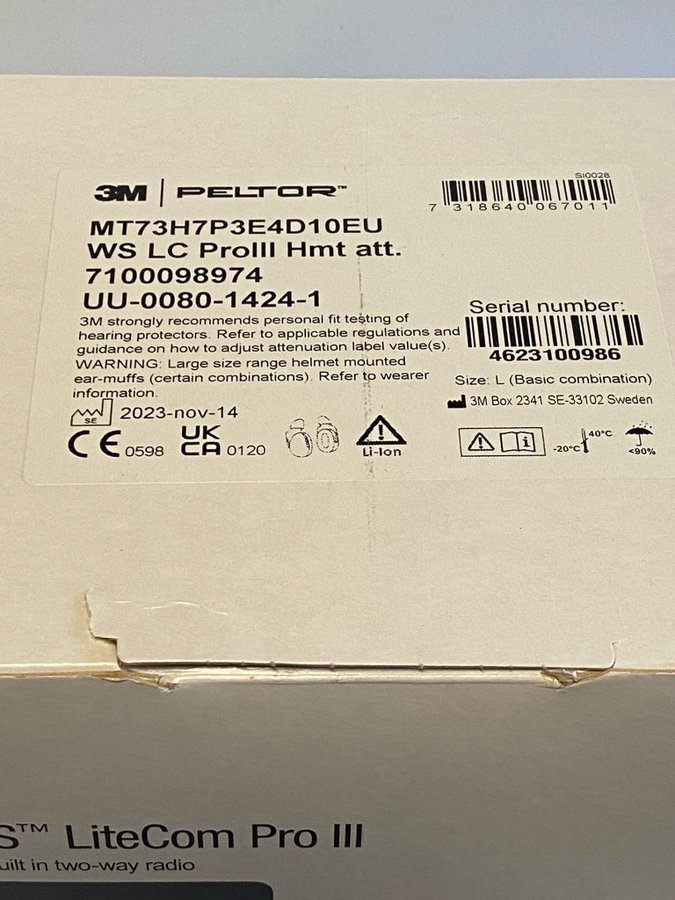 3M | PELTOR™
SI0028
7 318640 067011
MT73H7P3E4D10EU
WS LC ProIII Hmt att.
7100098974
UU-0080-1424-1
3M strongly recommends personal fit testing of
hearing protectors. Refer to applicable regulations and
guidance on how to adjust attenuation label value(s).
WARNING: Large size range helmet mounted
ear-muffs (certain combinations). Refer to wearer
information.
Serial number:
4623100986
Size: L (Basic combination)
3M Box 2341 SE-33102 Sweden
SE
2023-nov-14
CE 0598
UK
CA 0120
Li-Ion
-20°C
40°C
<90%
S™ LiteCom Pro III
uilt in two-way radio